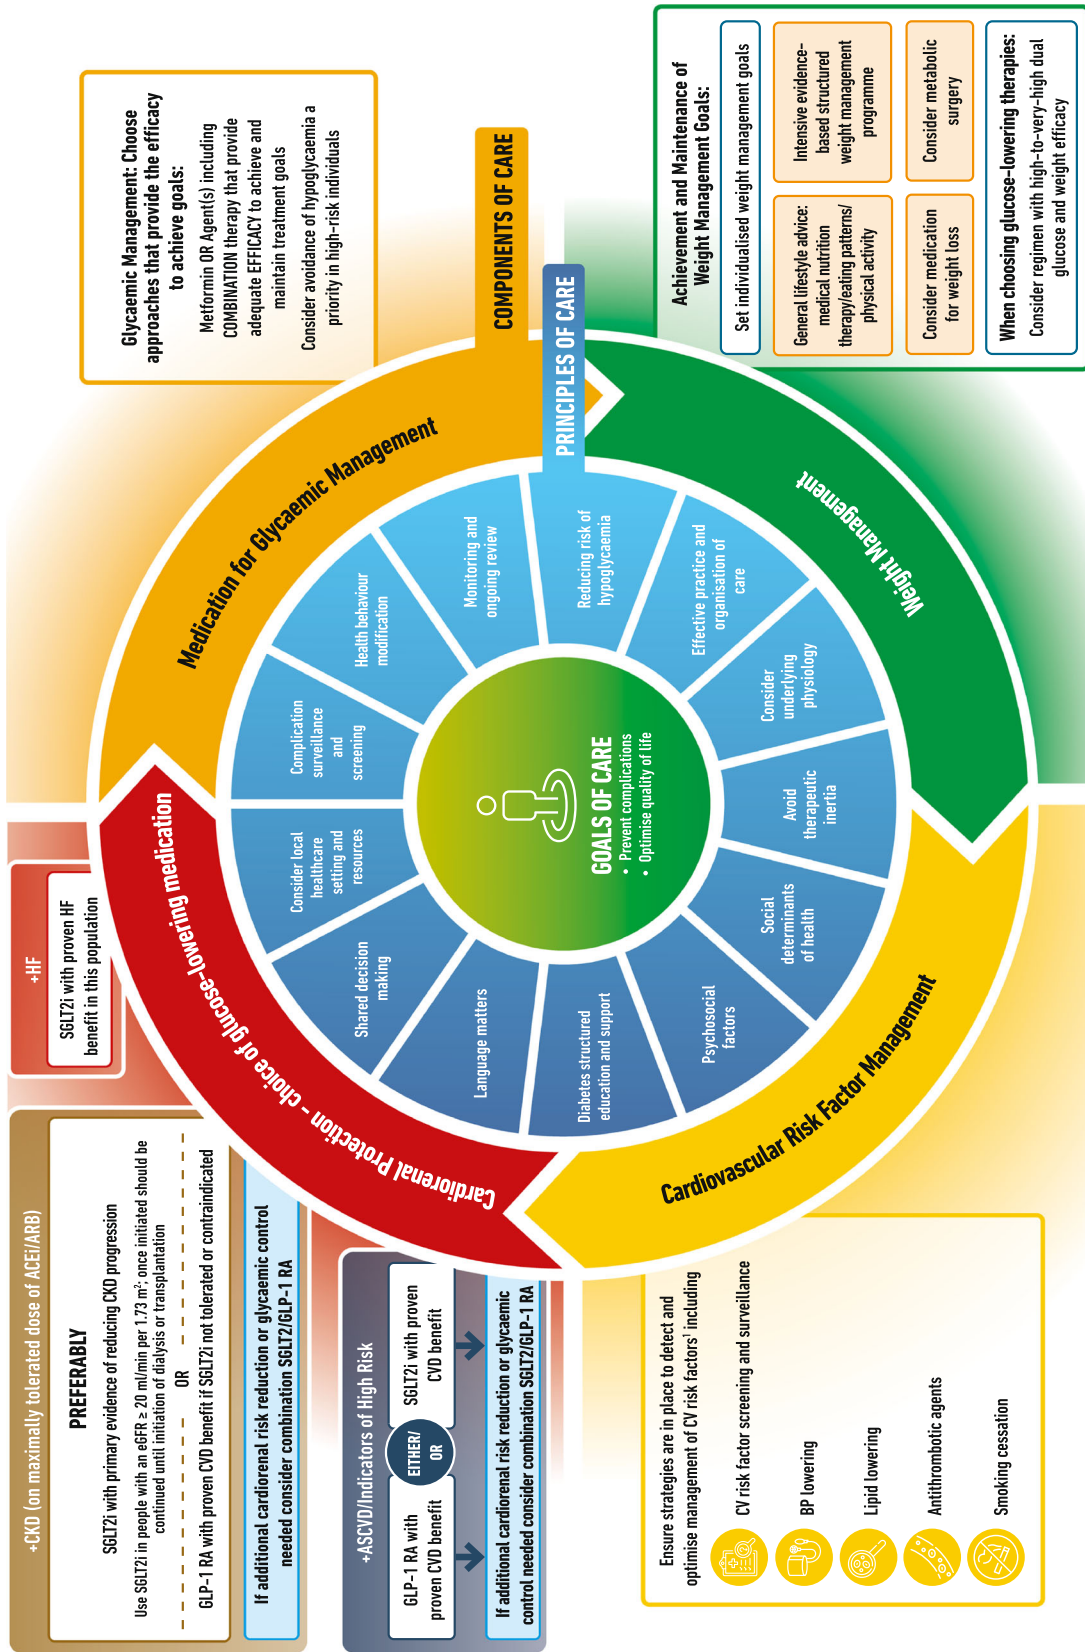 +CKD (on maximally tolerated dose of ACEi/ARB)
PREFERABLY
SGLT2i with primary evidence of reducing CKD progression
Use SGLT2i in people with an eGFR ≥ 20 ml/min per 1.73 m²; once initiated should be
continued until initiation of dialysis or transplantation
OR
GLP-1 RA with proven CVD benefit if SGLT2i not tolerated or contraindicated
If additional cardiorenal risk reduction or glycaemic control
needed consider combination SGLT2/GLP-1 RA
+HF
SGLT2i with proven HF
benefit in this population
+ASCVD/Indicators of High Risk
GLP-1 RA with
proven CVD benefit
EITHER/
OR
SGLT2i with proven
CVD benefit
If additional cardiorenal risk reduction or glycaemic
control needed consider combination SGLT2/GLP-1 RA
Glycaemic Management: Choose
approaches that provide the efficacy
to achieve goals:
Metformin OR Agent(s) including
COMBINATION therapy that provide
adequate EFFICACY to achieve and
maintain treatment goals
Consider avoidance of hypoglycaemia a
priority in high-risk individuals
COMPONENTS OF CARE
PRINCIPLES OF CARE
Cardiorenal Protection – choice of glucose-lowering medication
Medication for Glycaemic Management
Weight Management
Cardiovascular Risk Factor Management
Consider local
healthcare
setting and
resources
Complication
surveillance
and
screening
Health behaviour
modification
Monitoring and
ongoing review
Reducing risk of
hypoglycaemia
Effective practice and
organisation of
care
Consider
underlying
physiology
Avoid
therapeutic
inertia
Social
determinants
of health
Psychosocial
factors
Diabetes structured
education and support
Language matters
Shared decision
making
GOALS OF CARE
• Prevent complications
• Optimise quality of life
Ensure strategies are in place to detect and
optimise management of CV risk factors¹ including
CV risk factor screening and surveillance
BP lowering
Lipid lowering
Antithrombotic agents
Smoking cessation
Achievement and Maintenance of
Weight Management Goals:
Set individualised weight management goals
General lifestyle advice:
medical nutrition
therapy/eating patterns/
physical activity
Intensive evidence-
based structured
weight management
programme
Consider medication
for weight loss
Consider metabolic
surgery
When choosing glucose-lowering therapies:
Consider regimen with high-to-very-high dual
glucose and weight efficacy